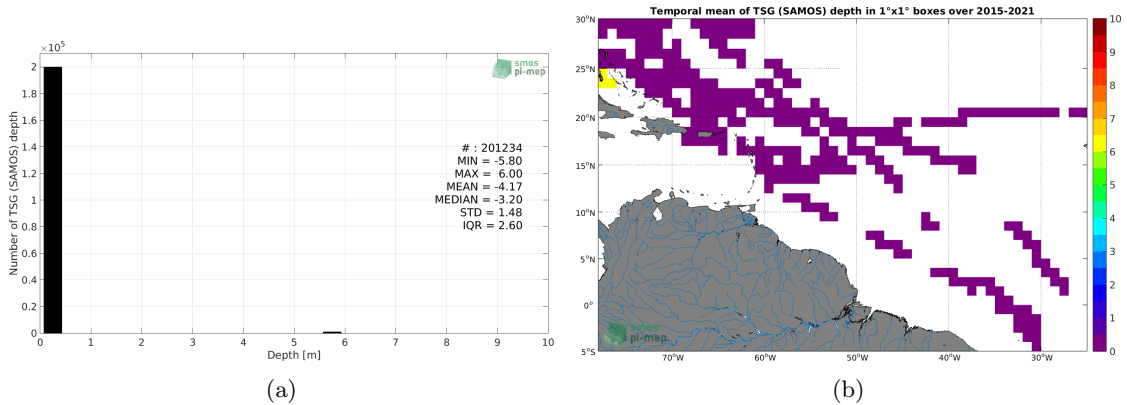 ×10⁵
2
1.8
1.6
1.4
1.2
1
0.8
0.6
0.4
0.2
0
Number of TSG (SAMOS) depth
smos
pi-mep
# : 201234
MIN = -5.80
MAX = 6.00
MEAN = -4.17
MEDIAN = -3.20
STD = 1.48
IQR = 2.60
0 1 2 3 4 5 6 7 8 9 10
Depth [m]
(a)
Temporal mean of TSG (SAMOS) depth in 1°x1° boxes over 2015-2021
30°N
25°N
20°N
15°N
10°N
5°N
0°
5°S
70°W 60°W 50°W 40°W 30°W
smos
pi-mep
10
9
8
7
6
5
4
3
2
1
0
(b)